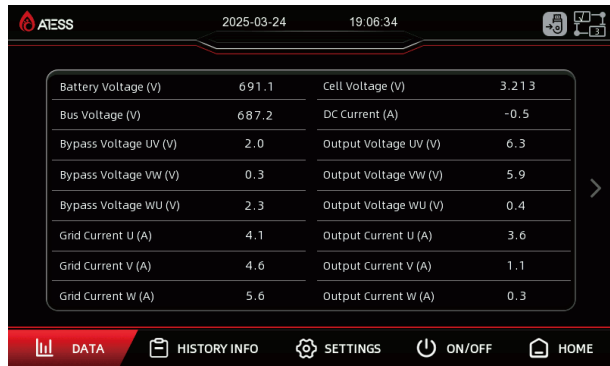 ATESS 2025-03-24 19:06:34
3
Battery Voltage (V) 691.1 Cell Voltage (V) 3.213
Bus Voltage (V) 687.2 DC Current (A) -0.5
Bypass Voltage UV (V) 2.0 Output Voltage UV (V) 6.3
Bypass Voltage VW (V) 0.3 Output Voltage VW (V) 5.9
Bypass Voltage WU (V) 2.3 Output Voltage WU (V) 0.4
Grid Current U (A) 4.1 Output Current U (A) 3.6
Grid Current V (A) 4.6 Output Current V (A) 1.1
Grid Current W (A) 5.6 Output Current W (A) 0.3
DATA HISTORY INFO SETTINGS ON/OFF HOME